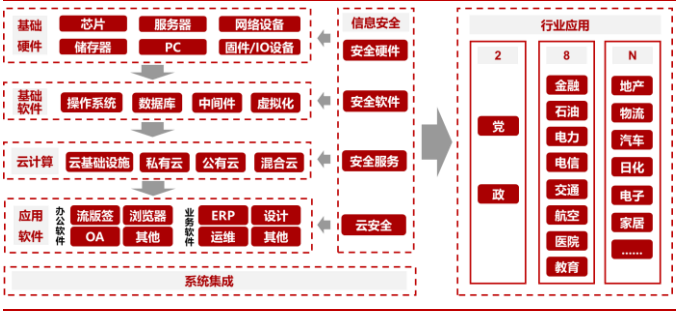 基础硬件
芯片 服务器 网络设备
储存器 PC 固件/IO设备
基础软件
操作系统 数据库 中间件 虚拟化
云计算
云基础设施 私有云 公有云 混合云
应用软件
办公软件
流版签 浏览器
OA 其他
业务软件
ERP 设计
运维 其他
信息安全
安全硬件
安全软件
安全服务
云安全
系统集成
行业应用
2
党
政
8
金融
石油
电力
电信
交通
航空
医院
教育
N
地产
物流
汽车
日化
电子
家居
......